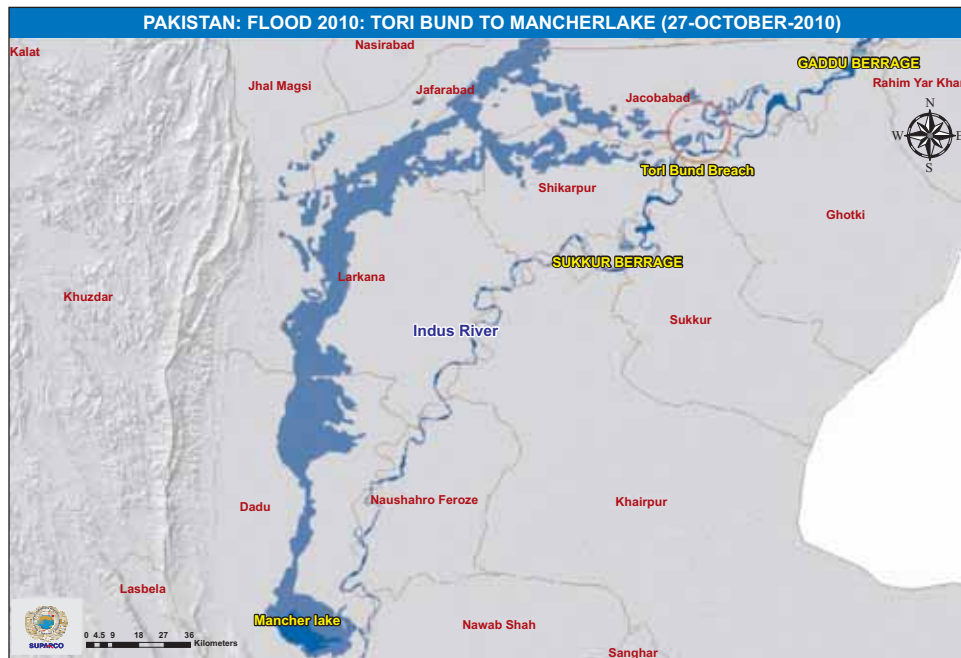 PAKISTAN: FLOOD 2010: TORI BUND TO MANCHERLAKE (27-OCTOBER-2010)
Kalat
Nasirabad
GADDU BERRAGE
Jhal Magsi
Jafarabad
Jacobabad
Rahim Yar Khan
N
W E
S
Tori Bund Breach
Shikarpur
Ghotki
SUKKUR BERRAGE
Larkana
Khuzdar
Sukkur
Indus River
Dadu
Naushahro Feroze
Khairpur
Lasbela
Mancher lake
Nawab Shah
SUPARCO
0 4.5 9 18 27 36
Kilometers
Sanghar